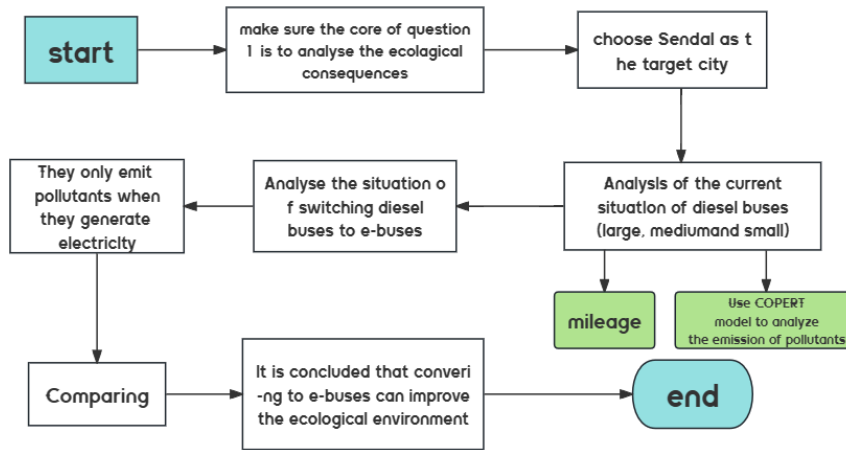 start
make sure the core of question
1 is to analyse the ecolagical
consequences
choose Sendal as t
he target city
They only emit
pollutants when
they generate
electricity
Analyse the situation o
f switching diesel
buses to e-buses
Analysis of the current
situation of diesel buses
(large, mediumand small)
mileage
Use COPERT
model to analyze
the emission of pollutants
Comparing
It is concluded that converi
-ng to e-buses can improve
the ecological environment
end